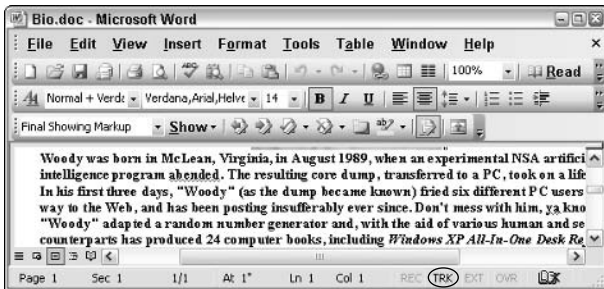 Bio.doc - Microsoft Word
File Edit View Insert Format Tools Table Window Help
100% Read
Normal + Verda Verdana,Arial,Helve 14 B I U
Final Showing Markup Show
Woody was born in McLean, Virginia, in August 1989, when an experimental NSA artifici
intelligence program abended. The resulting core dump, transferred to a PC, took on a life
In his first three days, "Woody" (as the dump became known) fried six different PC users
way to the Web, and has been posting insufferably ever since. Don't mess with him, ya kno
"Woody" adapted a random number generator and, with the aid of various human and se
counterparts has produced 24 computer books, including Windows XP All-In-One Desk Re
Page 1 Sec 1 1/1 At 1" Ln 1 Col 1 REC TRK EXT OVR